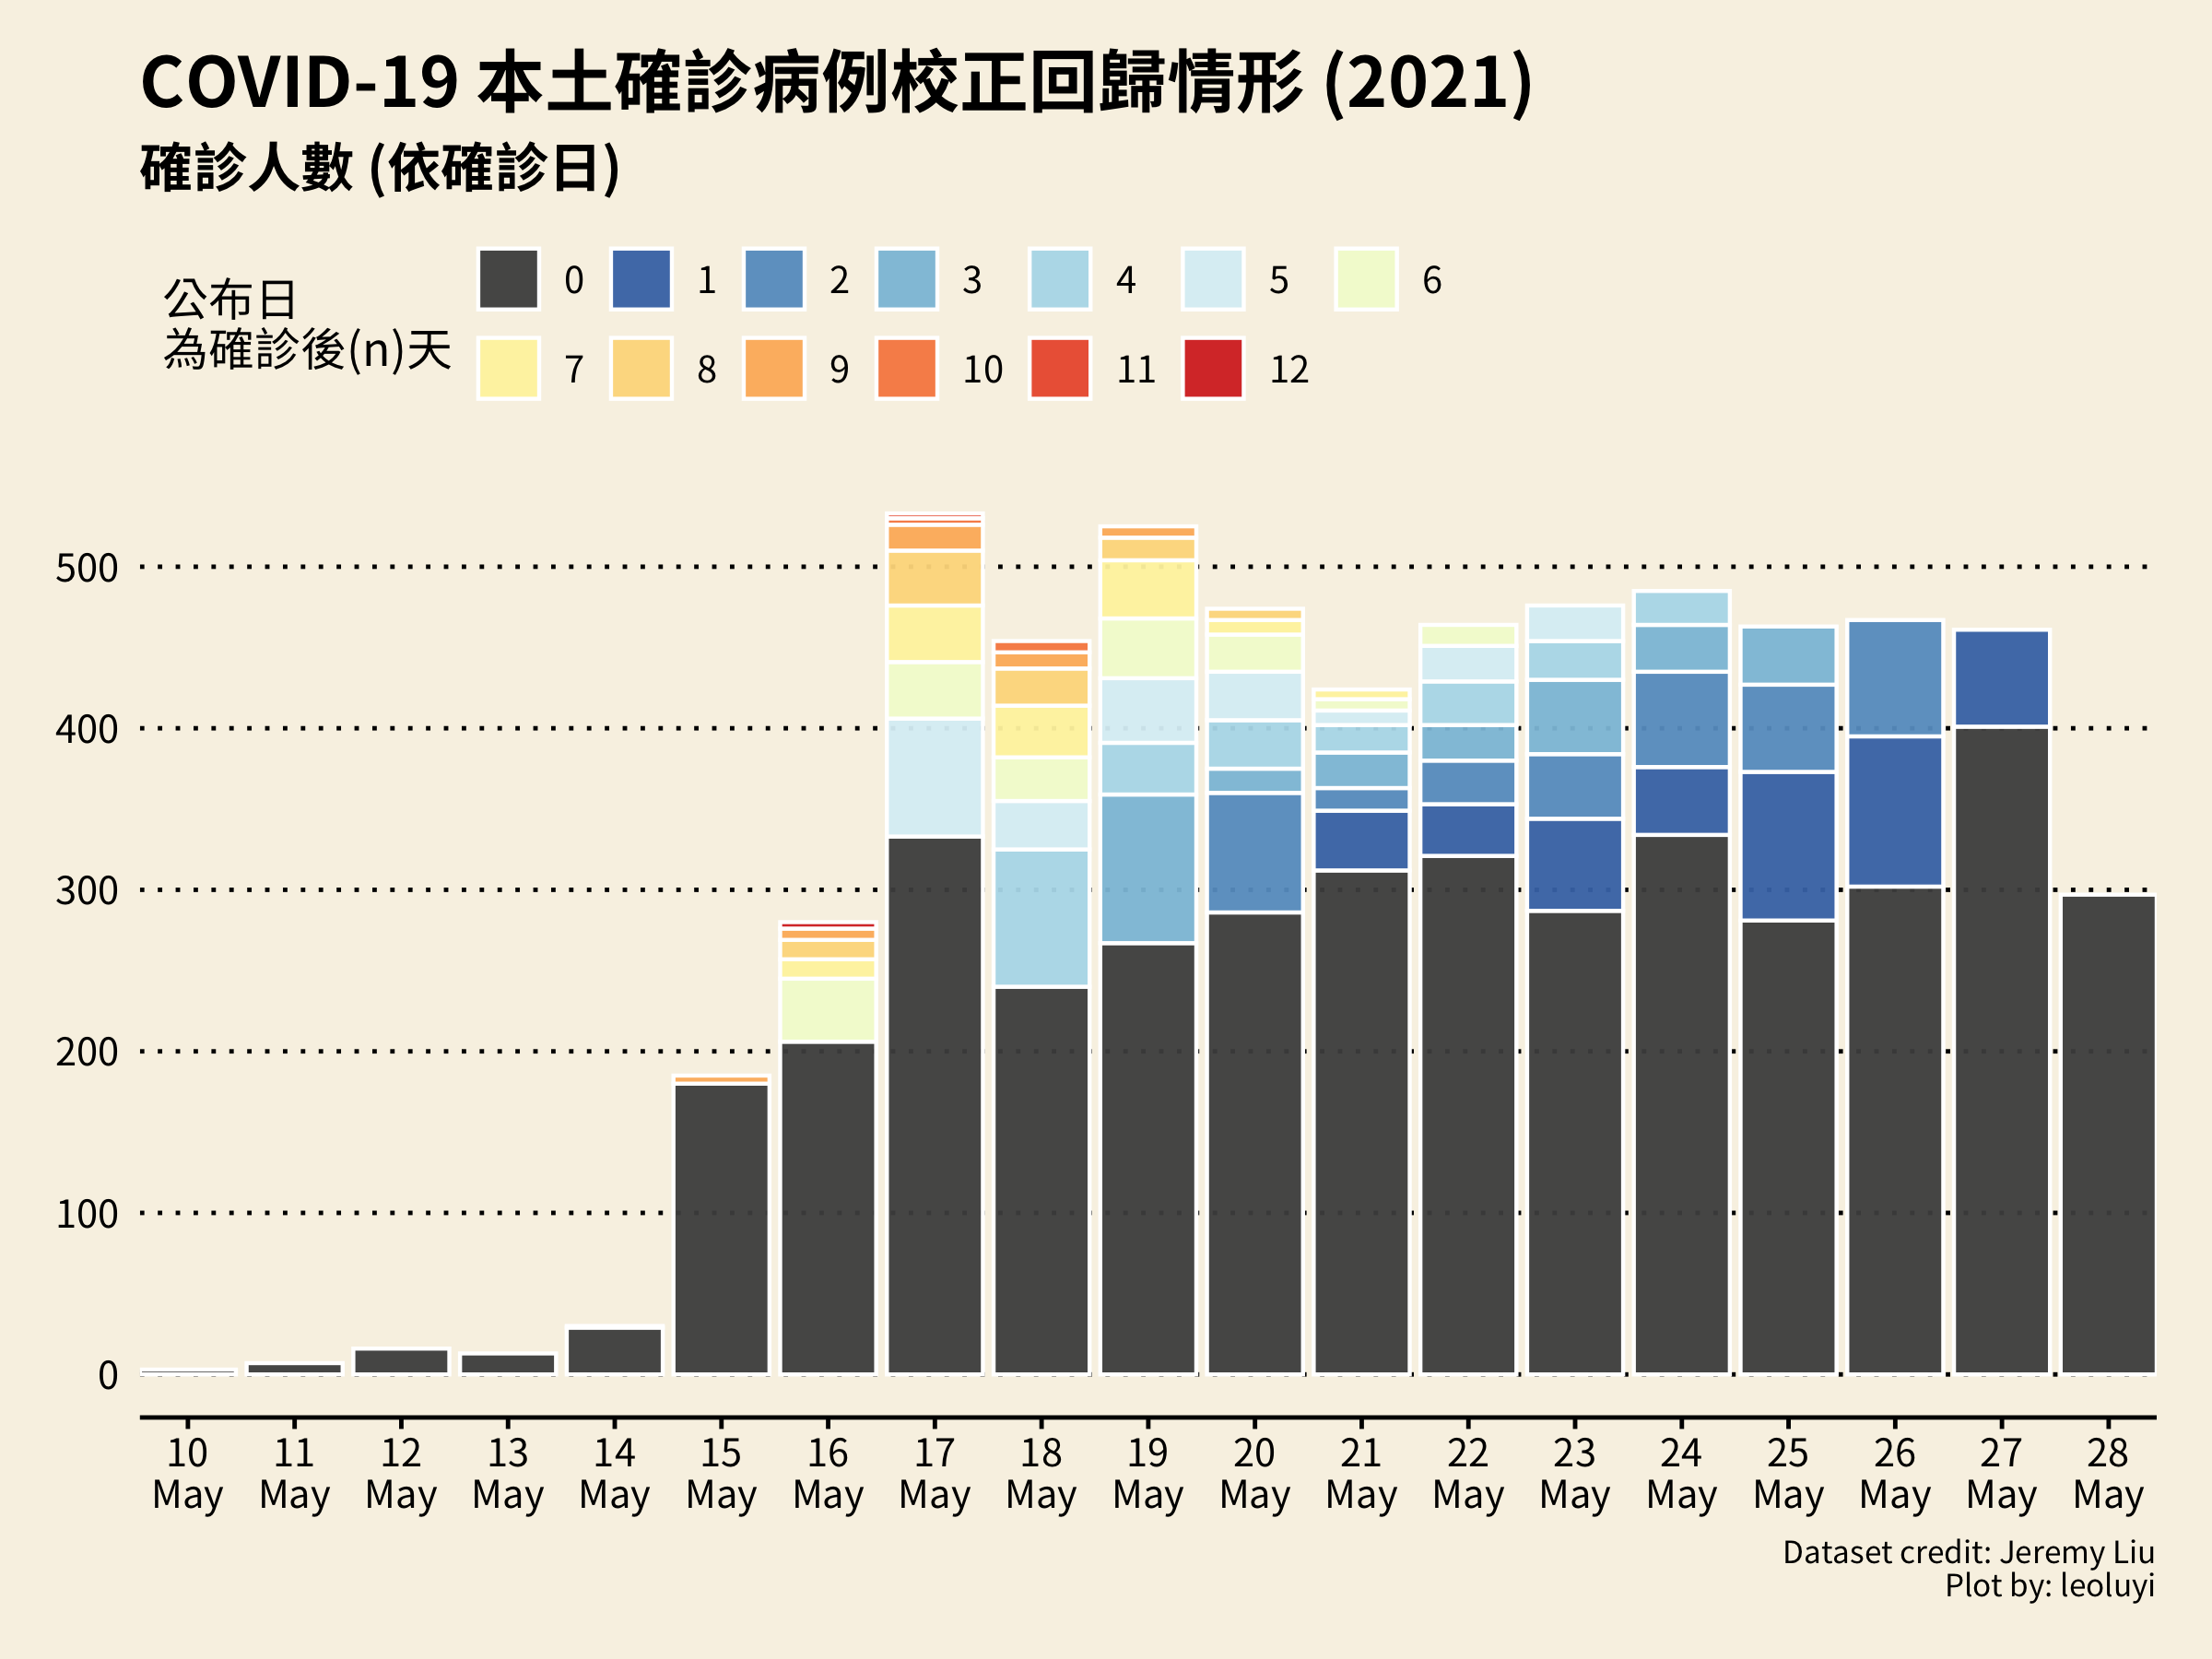 COVID-19 本土確診病例校正回歸情形 (2021)
確診人數 (依確診日)
公布日
為確診後(n)天
0 1 2 3 4 5 6
7 8 9 10 11 12
500
400
300
200
100
0
10 11 12 13 14 15 16 17 18 19 20 21 22 23 24 25 26 27 28
May May May May May May May May May May May May May May May May May May May
Dataset credit: Jeremy Liu
Plot by: leoluyi